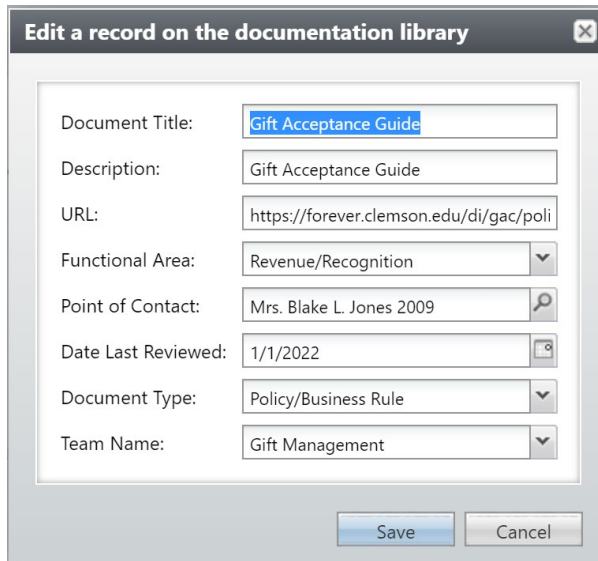 Edit a record on the documentation library
Document Title: Gift Acceptance Guide
Description: Gift Acceptance Guide
URL: https://forever.clemson.edu/di/gac/poli
Functional Area: Revenue/Recognition
Point of Contact: Mrs. Blake L. Jones 2009
Date Last Reviewed: 1/1/2022
Document Type: Policy/Business Rule
Team Name: Gift Management
Save Cancel